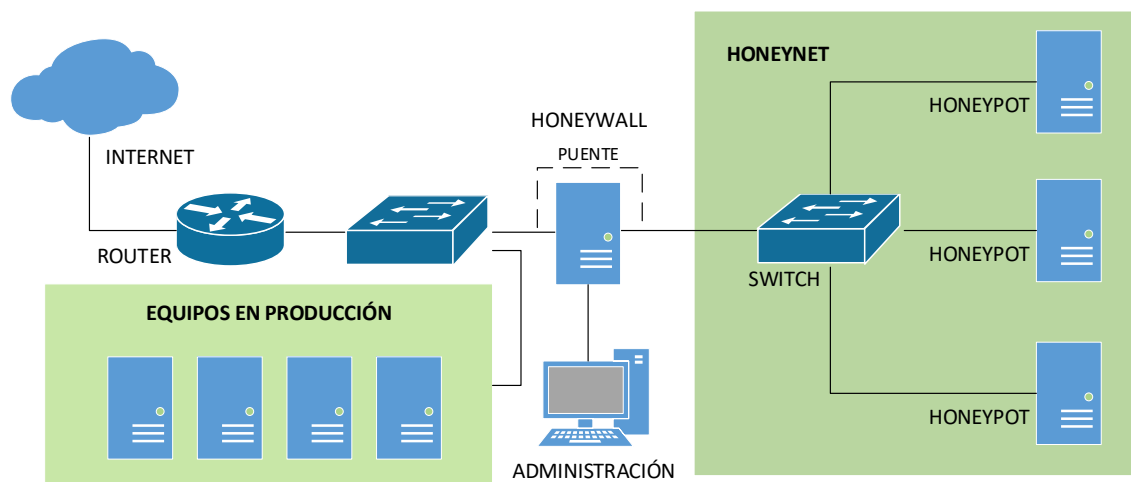 HONEYNET
HONEYPOT
HONEYWALL
PUENTE
INTERNET
ROUTER
HONEYPOT
SWITCH
EQUIPOS EN PRODUCCIÓN
HONEYPOT
ADMINISTRACIÓN